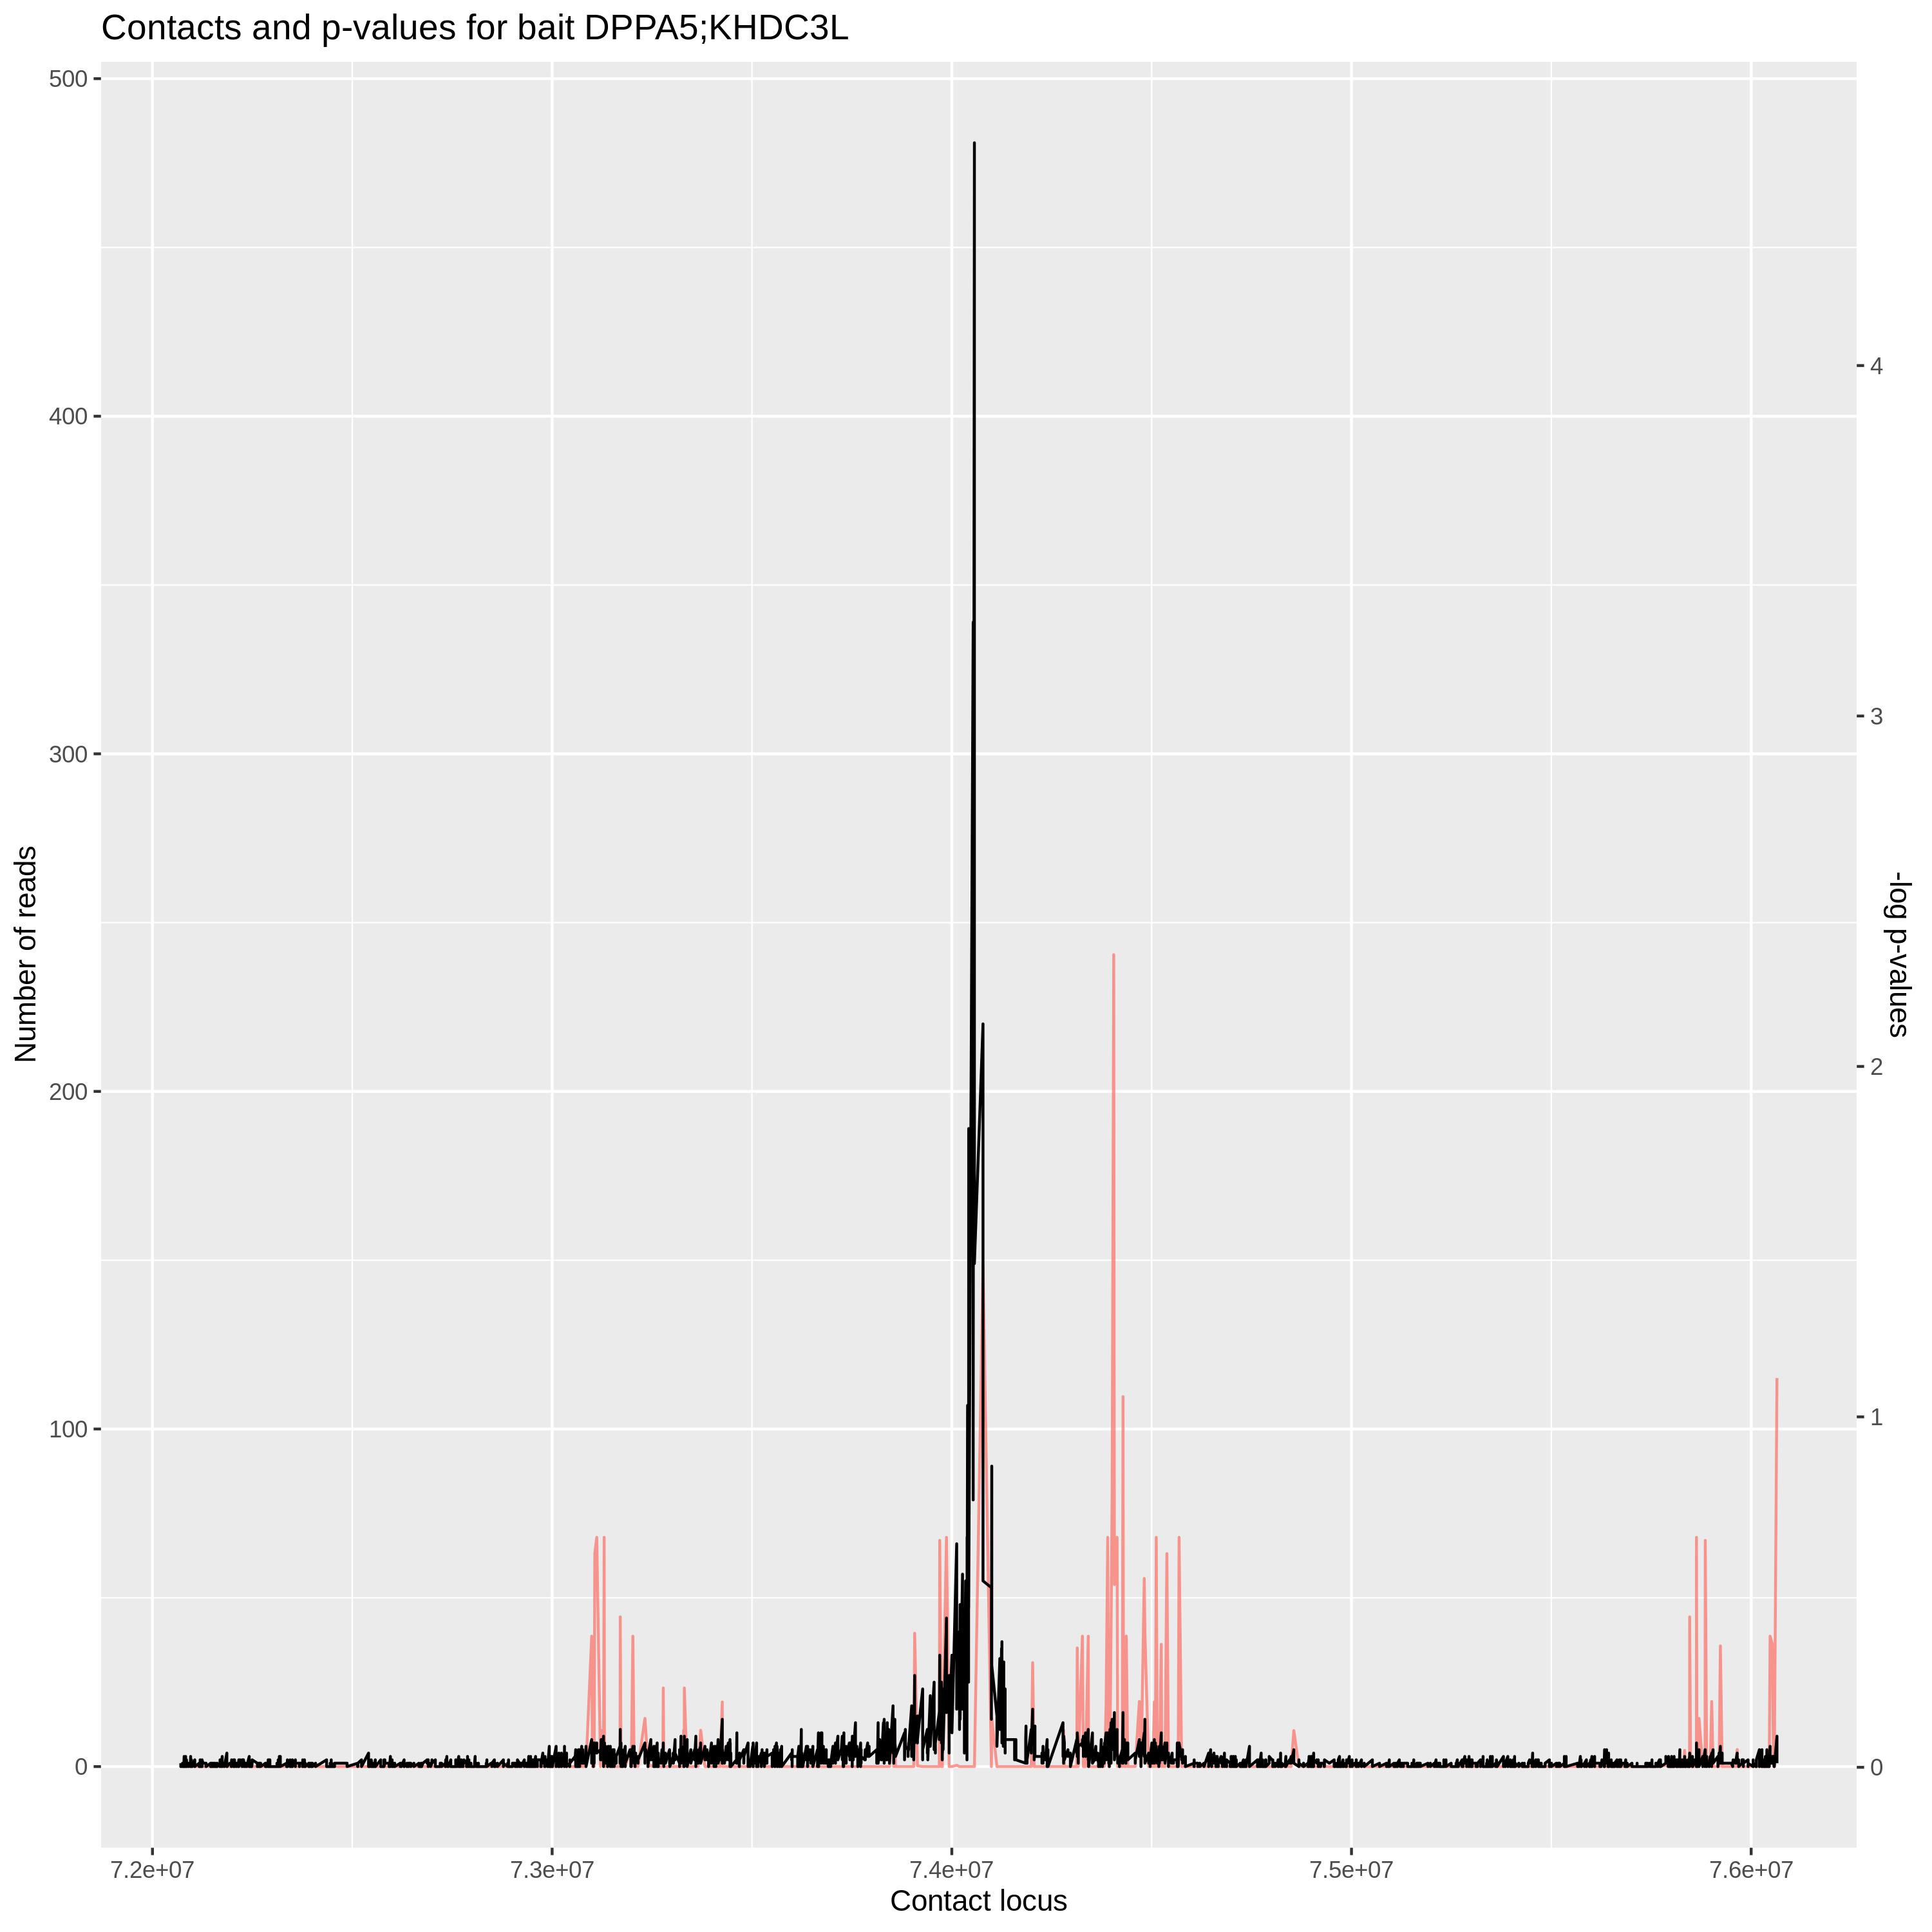 Contacts and p-values for bait DPPA5;KHDC3L
500
400
300
200
100
0
Number of reads
4
3
2
1
0
-log p-values
7.2e+07
7.3e+07
7.4e+07
7.5e+07
7.6e+07
Contact locus